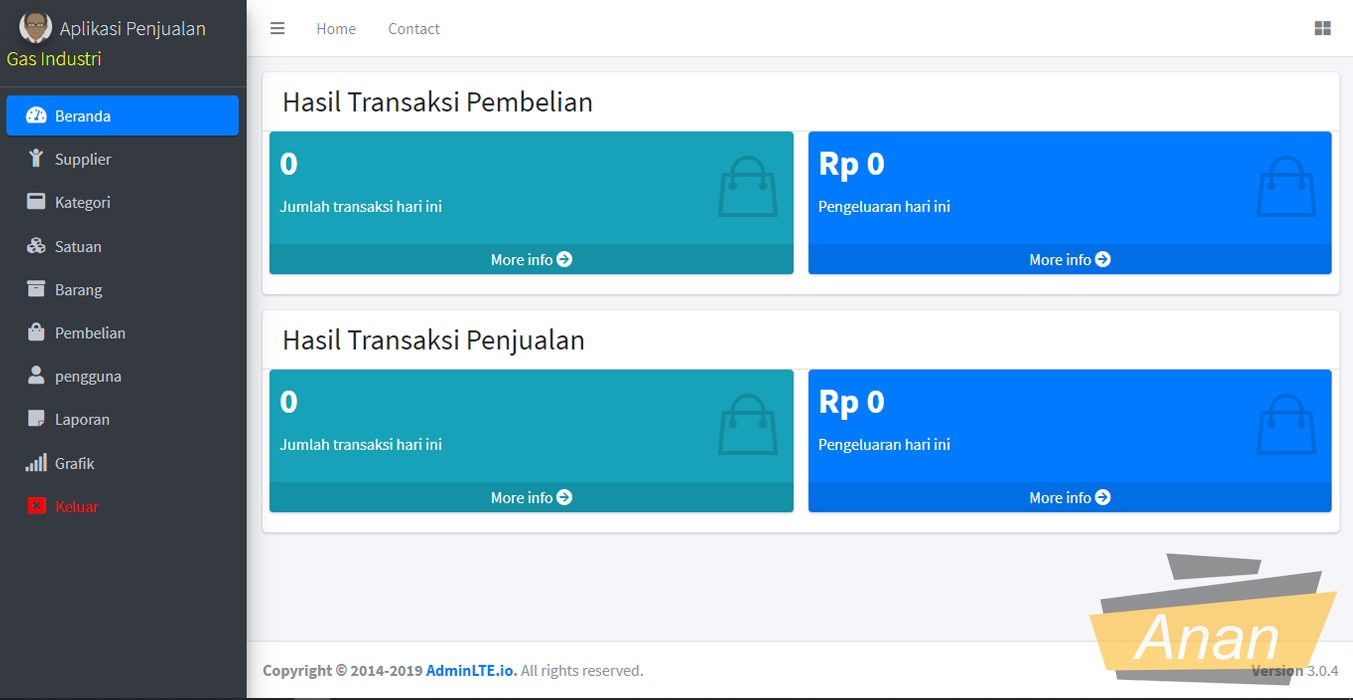 Aplikasi Penjualan
Gas Industri
Beranda
Supplier
Kategori
Satuan
Barang
Pembelian
pengguna
Laporan
Grafik
Keluar
Home Contact
Hasil Transaksi Pembelian
0
Jumlah transaksi hari ini
More info
Rp 0
Pengeluaran hari ini
More info
Hasil Transaksi Penjualan
0
Jumlah transaksi hari ini
More info
Rp 0
Pengeluaran hari ini
More info
Anan
Copyright © 2014-2019 AdminLTE.io. All rights reserved.
Version 3.0.4